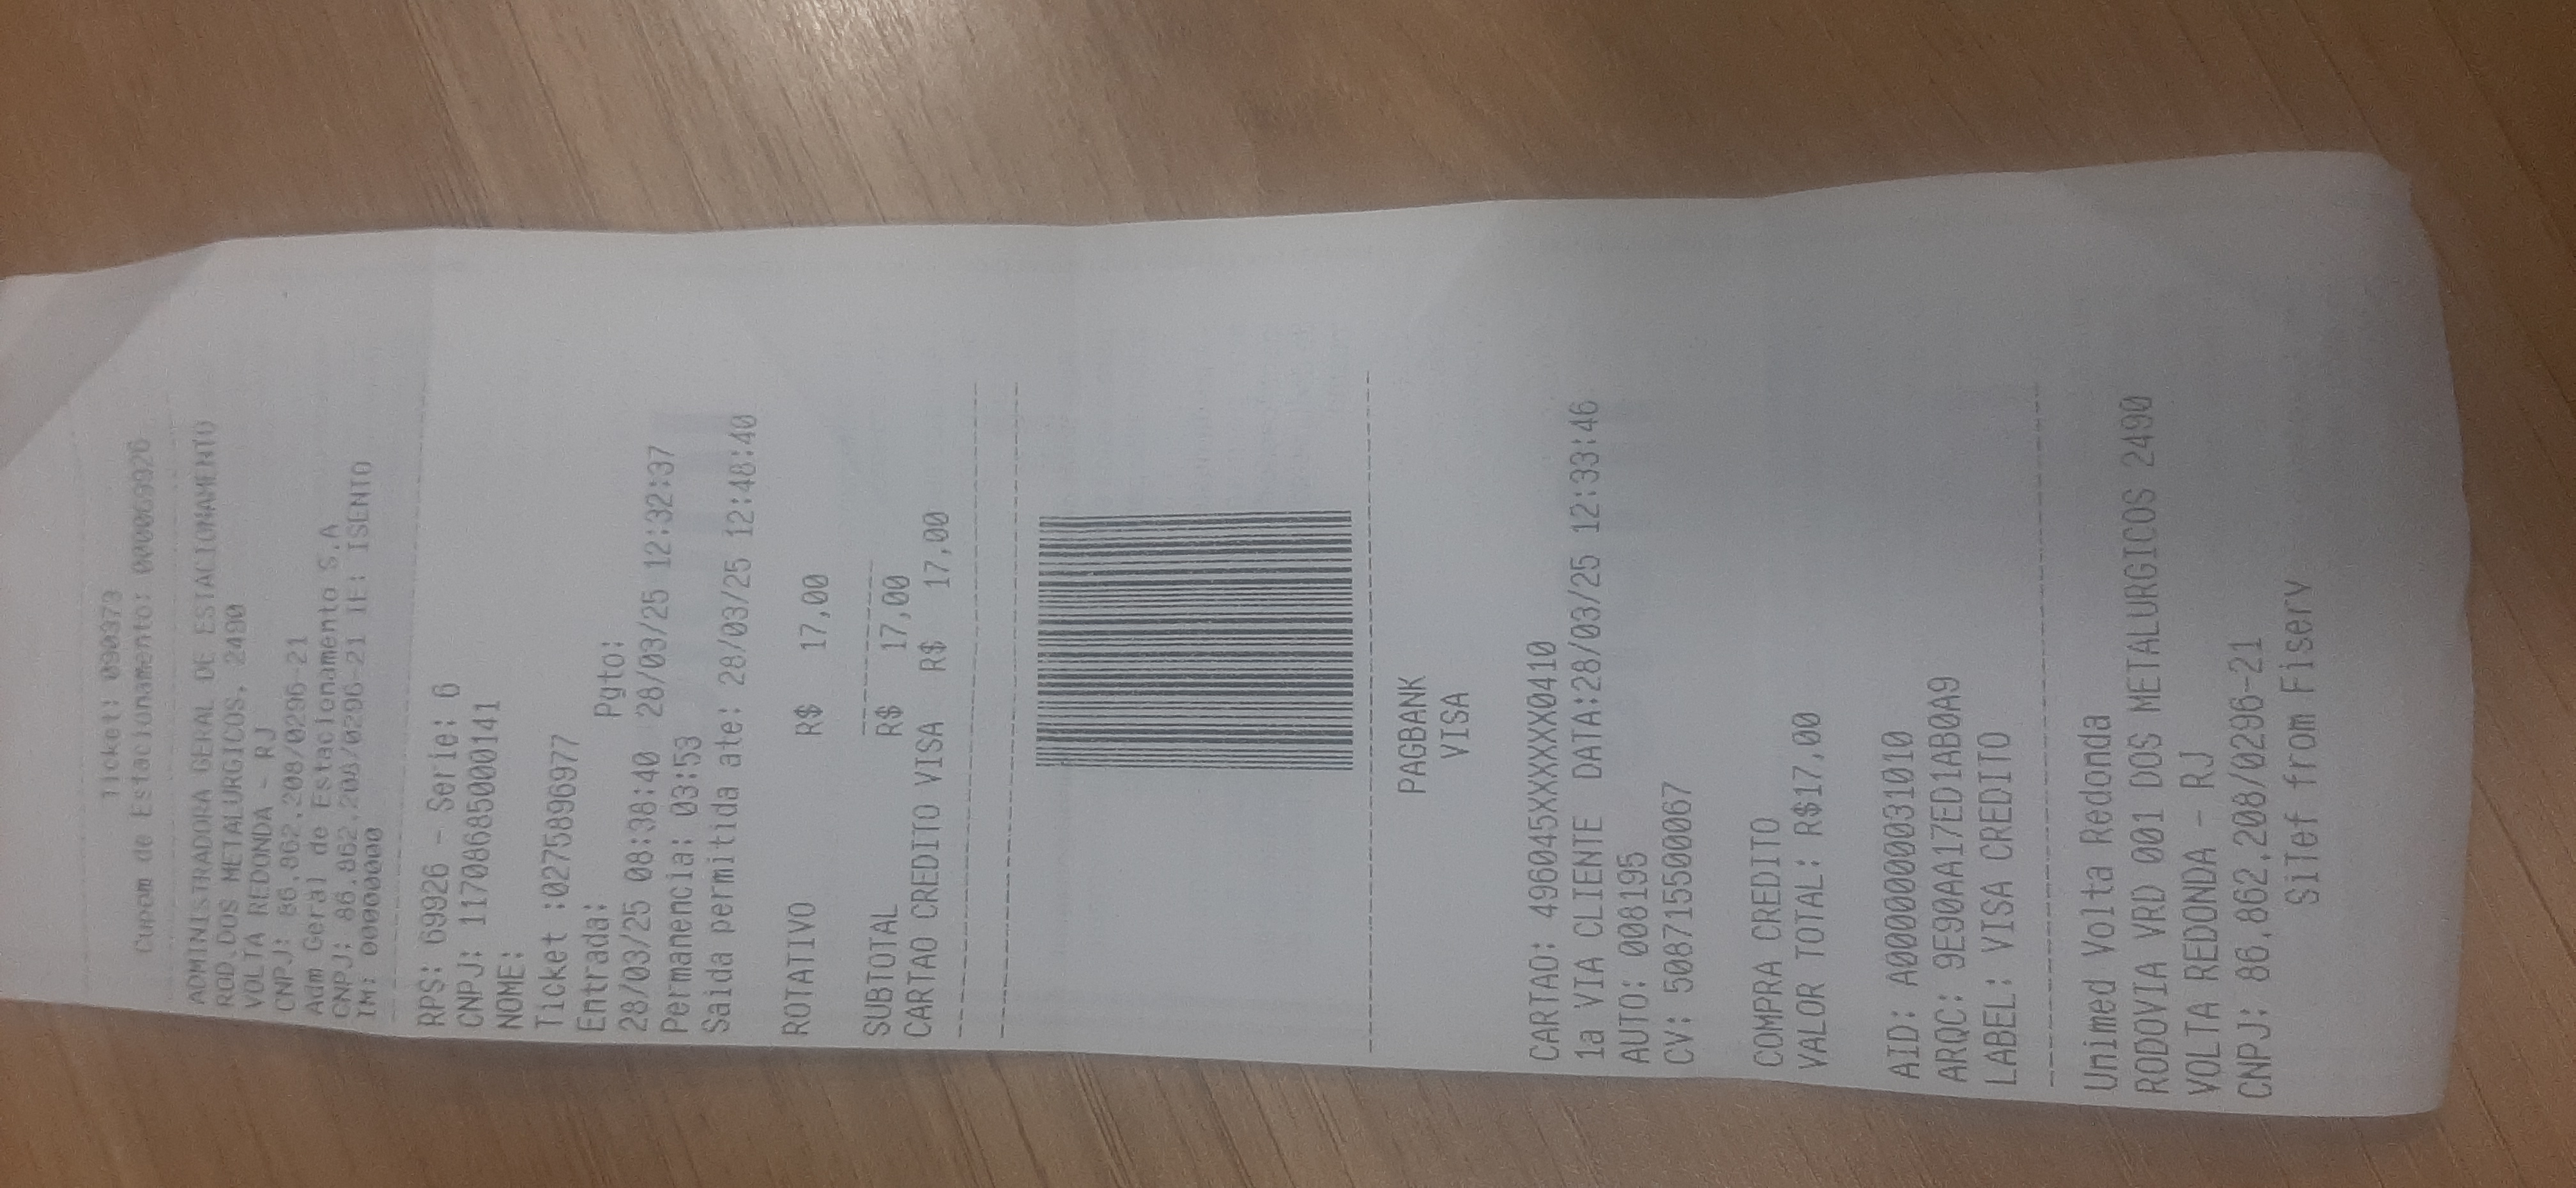 Ticket: 090373
Cupom de Estacionamento: 0000069926
ADMINISTRADORA GERAL DE ESTACIONAMENTO
ROD.DOS METALURGICOS, 2490
VOLTA REDONDA - RJ
CNPJ: 86.862.208/0296-21
Adm Geral de Estacionamento S.A
CNPJ: 86.862.208/0296-21 IE: ISENTO
IM: 00000000
RPS: 69926 - Serie: 6
CNPJ: 11708685000141
NOME:
Ticket :0275896977
Entrada: Pgto:
28/03/25 08:38:40 28/03/25 12:32:37
Permanencia: 03:53
Saida permitida ate: 28/03/25 12:48:40
ROTATIVO R$ 17,00
SUBTOTAL R$ 17,00
CARTAO CREDITO VISA R$ 17,00
PAGBANK
VISA
CARTAO: 496045XXXXXX0410
1a VIA CLIENTE DATA:28/03/25 12:33:46
AUTO: 008195
CV: 508715500067
COMPRA CREDITO
VALOR TOTAL: R$17,00
AID: A0000000031010
ARQC: 9E90AA17ED1AB0A9
LABEL: VISA CREDITO
Unimed Volta Redonda
RODOVIA VRD 001 DOS METALURGICOS 2490
VOLTA REDONDA - RJ
CNPJ: 86.862.208/0296-21
SiTef from Fiserv